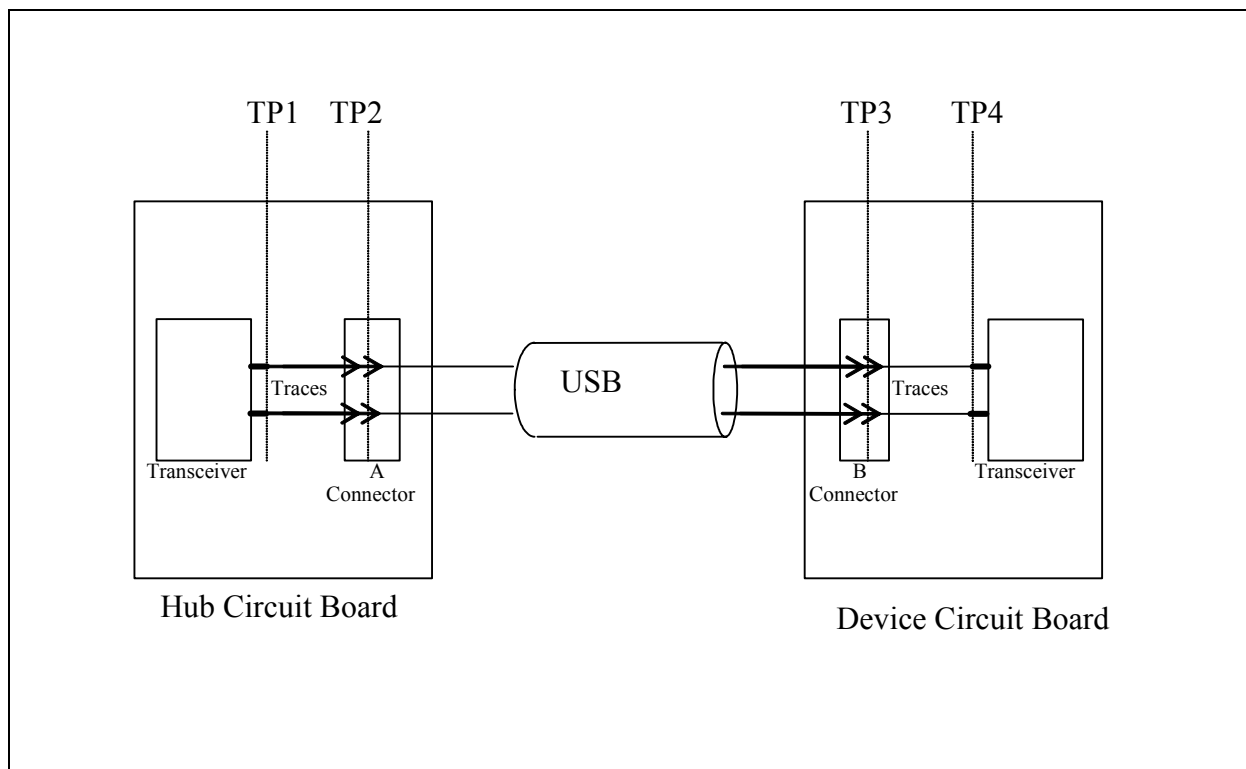 TP1 TP2 TP3 TP4
USB
Traces
Traces
Transceiver
A
Connector
B
Connector
Transceiver
Hub Circuit Board
Device Circuit Board